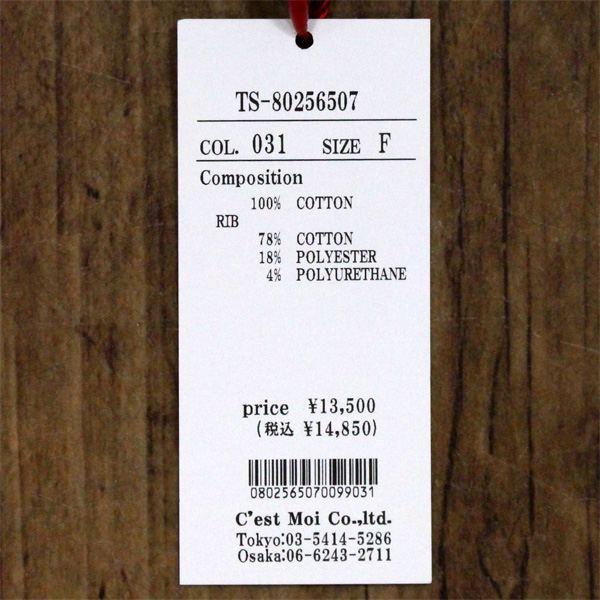 TS-80256507
COL. 031 SIZE F
Composition
100% COTTON
RIB
78% COTTON
18% POLYESTER
4% POLYURETHANE
price ¥13,500
(税込 ¥14,850)
0802565070099031
C'est Moi Co.,ltd.
Tokyo:03-5414-5286
Osaka:06-6243-2711